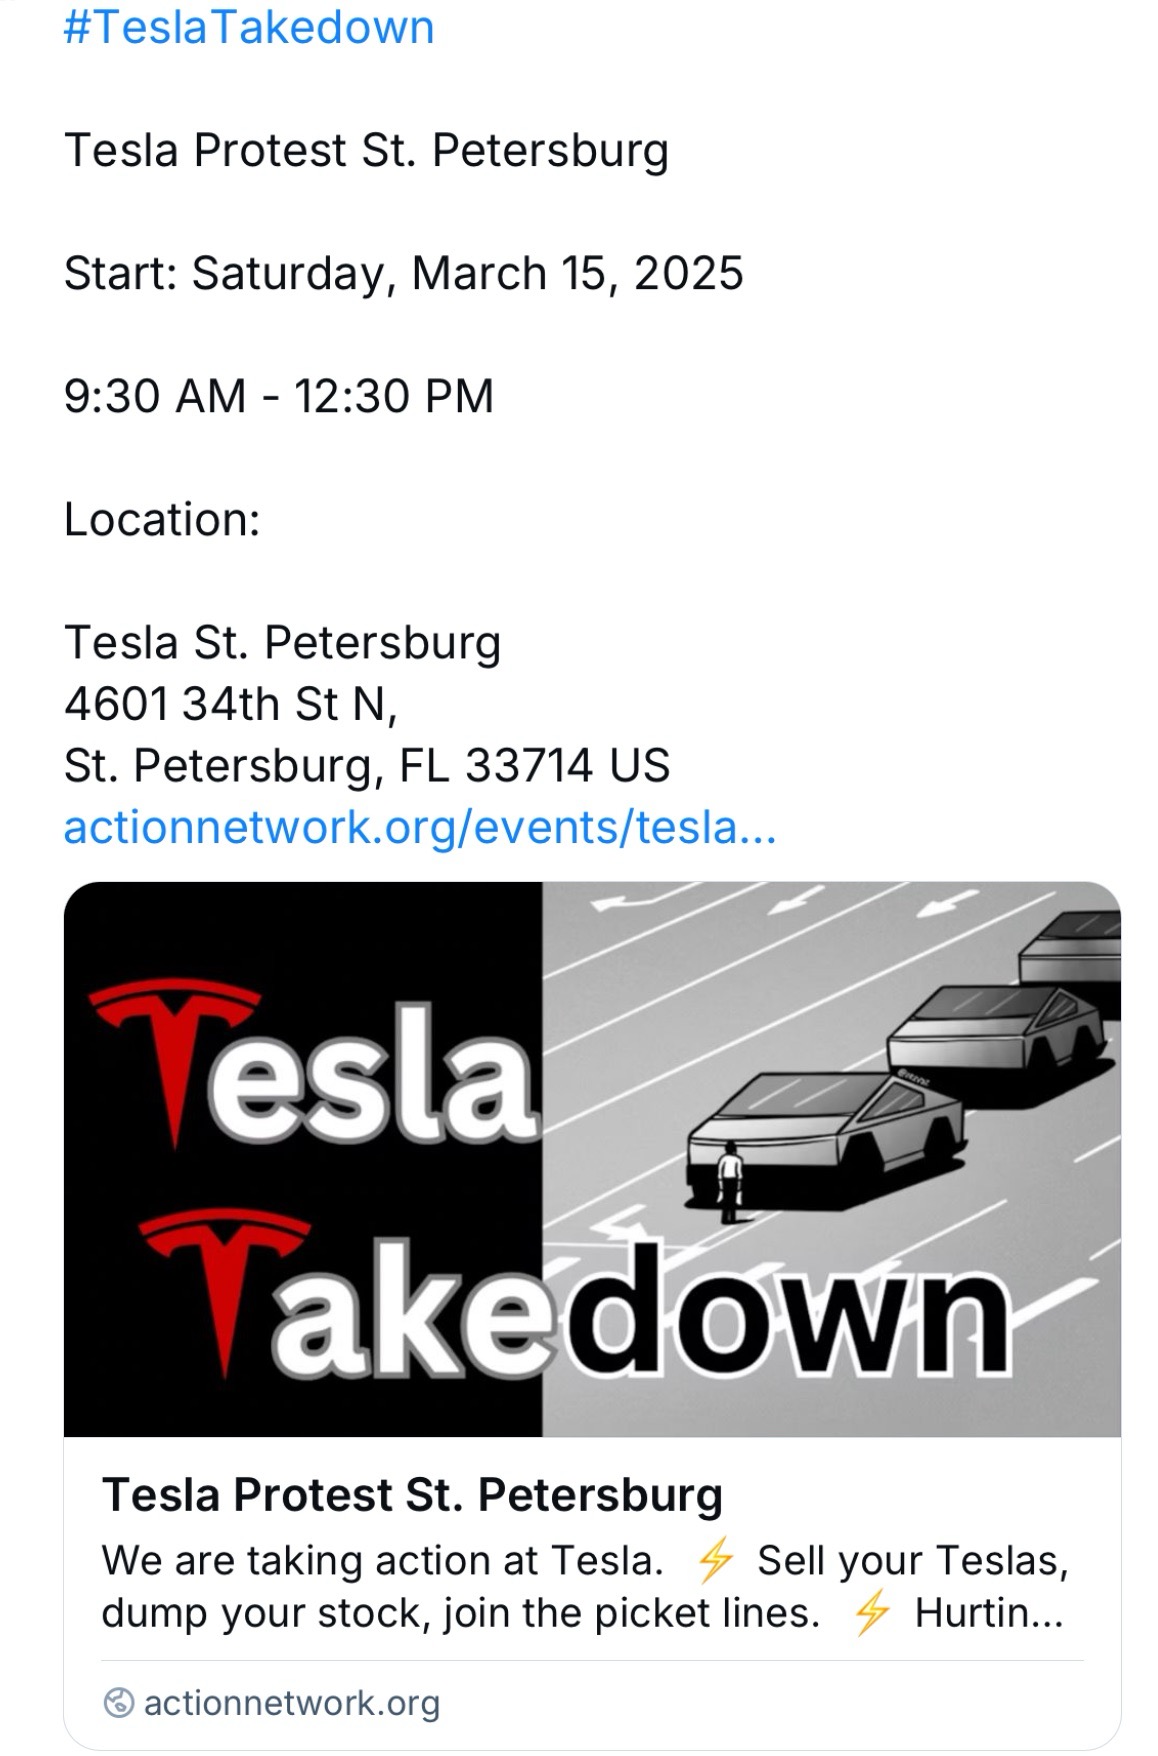 #TeslaTakedown
Tesla Protest St. Petersburg
Start: Saturday, March 15, 2025
9:30 AM - 12:30 PM
Location:
Tesla St. Petersburg
4601 34th St N,
St. Petersburg, FL 33714 US
actionnetwork.org/events/tesla...
Tesla
Takedown
Tesla Protest St. Petersburg
We are taking action at Tesla. ⚡ Sell your Teslas,
dump your stock, join the picket lines. ⚡ Hurtin...
actionnetwork.org